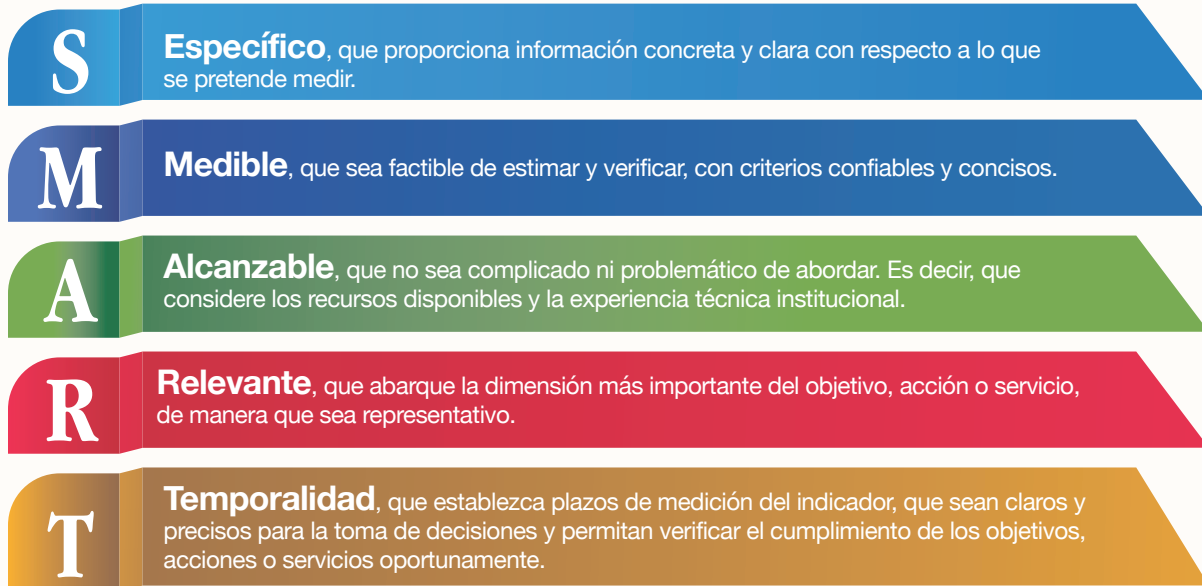 S
Específico, que proporciona información concreta y clara con respecto a lo que
se pretende medir.
M
Medible, que sea factible de estimar y verificar, con criterios confiables y concisos.
A
Alcanzable, que no sea complicado ni problemático de abordar. Es decir, que
considere los recursos disponibles y la experiencia técnica institucional.
R
Relevante, que abarque la dimensión más importante del objetivo, acción o servicio,
de manera que sea representativo.
T
Temporalidad, que establezca plazos de medición del indicador, que sean claros y
precisos para la toma de decisiones y permitan verificar el cumplimiento de los objetivos,
acciones o servicios oportunamente.